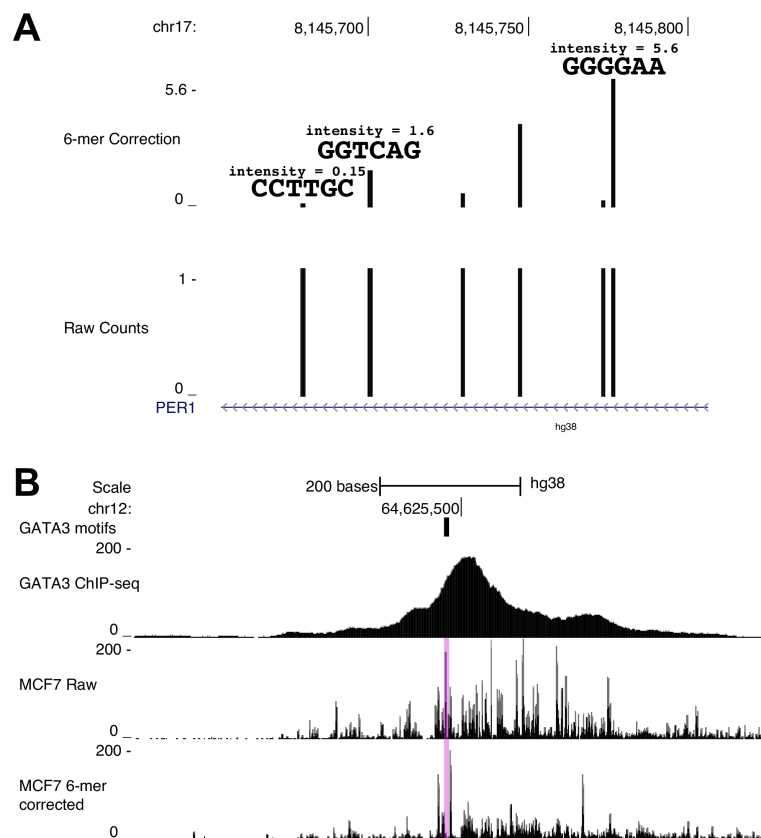 A
chr17: 8,145,700 8,145,750 8,145,800
intensity = 5.6
GGGGAA
5.6 -
intensity = 1.6
6-mer Correction
GGTCAG
intensity = 0.15
CCTTGC
0 _
1 -
Raw Counts
0 _
PER1
hg38
B
Scale 200 bases hg38
chr12: 64,625,500
GATA3 motifs
200 -
GATA3 ChIP-seq
0 _
200 -
MCF7 Raw
0 _
200 -
MCF7 6-mer
corrected
0